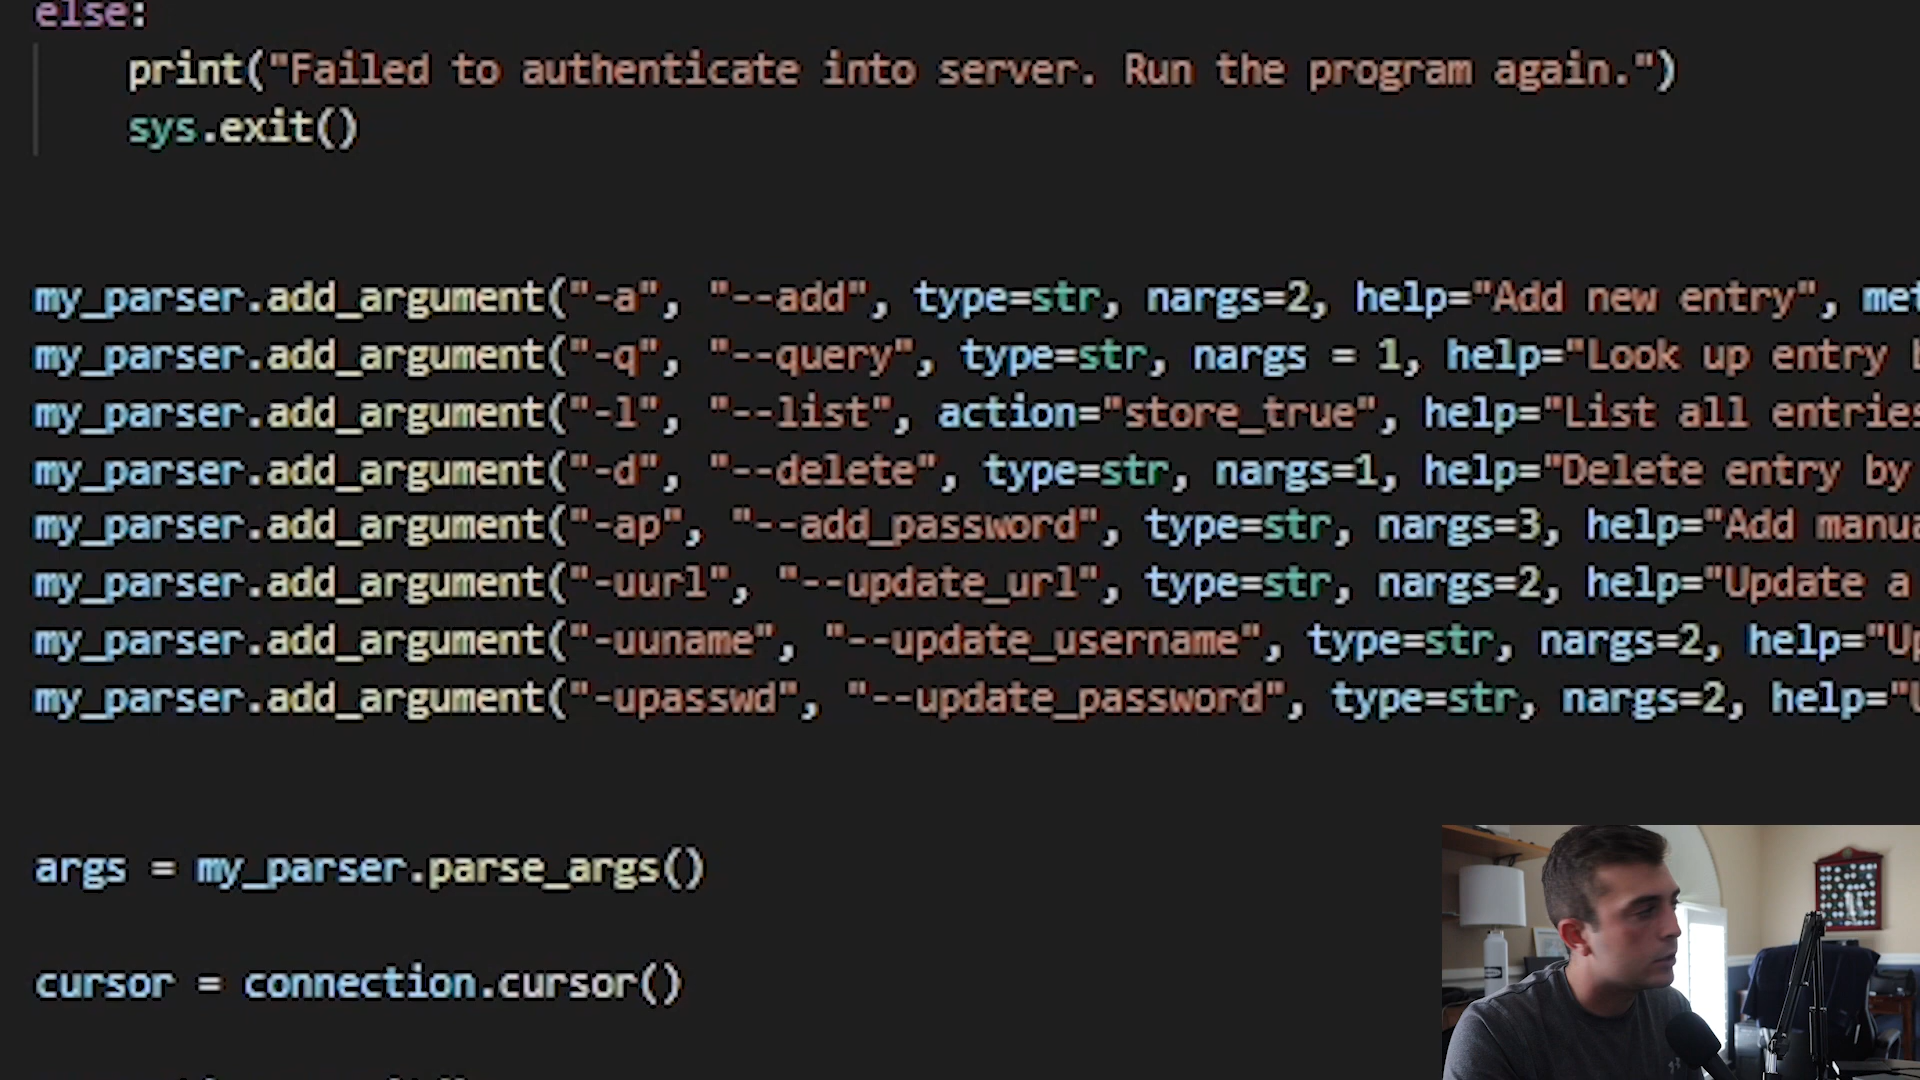 else:
print("Failed to authenticate into server. Run the program again.")
sys.exit()
my_parser.add_argument("-a", "--add", type=str, nargs=2, help="Add new entry", met
my_parser.add_argument("-q", "--query", type=str, nargs = 1, help="Look up entry
my_parser.add_argument("-l", "--list", action="store_true", help="List all entries
my_parser.add_argument("-d", "--delete", type=str, nargs=1, help="Delete entry by
my_parser.add_argument("-ap", "--add_password", type=str, nargs=3, help="Add manua
my_parser.add_argument("-uurl", "--update_url", type=str, nargs=2, help="Update a
my_parser.add_argument("-uuname", "--update_username", type=str, nargs=2, help="Up
my_parser.add_argument("-upasswd", "--update_password", type=str, nargs=2, help="U
args = my_parser.parse_args()
cursor = connection.cursor()